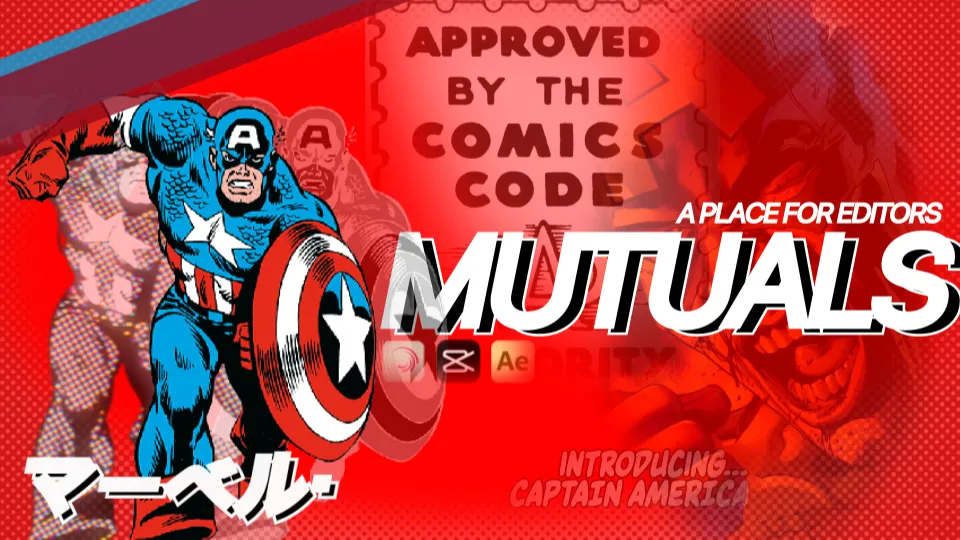 APPROVED
BY THE
COMICS
CODE
A PLACE FOR EDITORS
MUTUALS
Ae
INTRODUCING...
CAPTAIN AMERICA
マーベル·